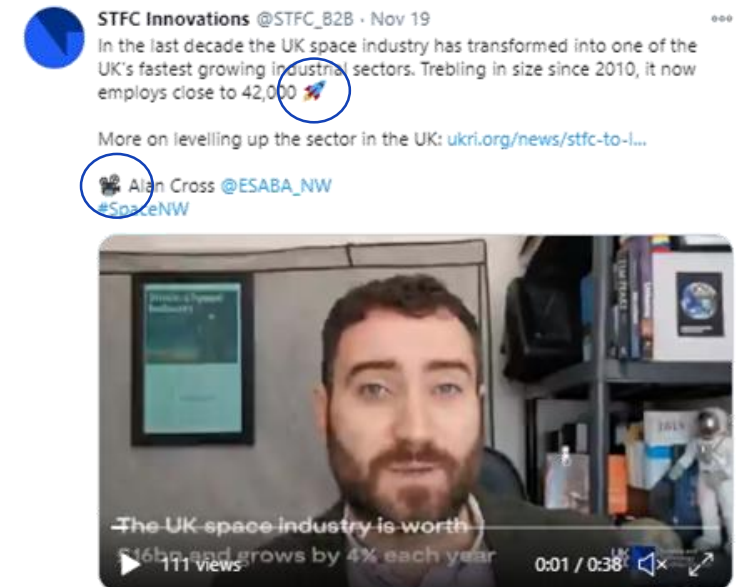 STFC Innovations @STFC_B2B · Nov 19
In the last decade the UK space industry has transformed into one of the
UK's fastest growing industrial sectors. Trebling in size since 2010, it now
employs close to 42,000 🚀
More on levelling up the sector in the UK: ukri.org/news/stfc-to-l...
🎥 Alan Cross @ESABA_NW
#SpaceNW
The UK space industry is worth
£16bn and grows by 4% each year
111 views
0:01 / 0:38